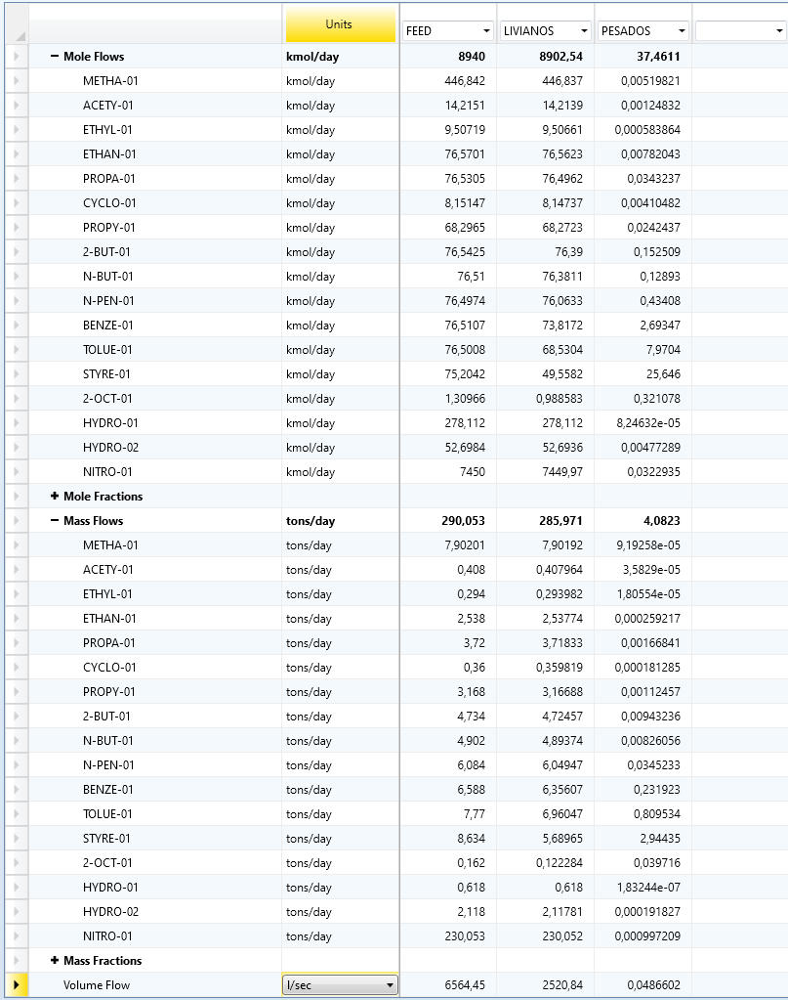 Units FEED LIVIANOS PESADOS
− Mole Flows kmol/day 8940 8902,54 37,4611
METHA-01 kmol/day 446,842 446,837 0,00519821
ACETY-01 kmol/day 14,2151 14,2139 0,00124832
ETHYL-01 kmol/day 9,50719 9,50661 0,000583864
ETHAN-01 kmol/day 76,5701 76,5623 0,00782043
PROPA-01 kmol/day 76,5305 76,4962 0,0343237
CYCLO-01 kmol/day 8,15147 8,14737 0,00410482
PROPY-01 kmol/day 68,2965 68,2723 0,0242437
2-BUT-01 kmol/day 76,5425 76,39 0,152509
N-BUT-01 kmol/day 76,51 76,3811 0,12893
N-PEN-01 kmol/day 76,4974 76,0633 0,43408
BENZE-01 kmol/day 76,5107 73,8172 2,69347
TOLUE-01 kmol/day 76,5008 68,5304 7,9704
STYRE-01 kmol/day 75,2042 49,5582 25,646
2-OCT-01 kmol/day 1,30966 0,988583 0,321078
HYDRO-01 kmol/day 278,112 278,112 8,24632e-05
HYDRO-02 kmol/day 52,6984 52,6936 0,00477289
NITRO-01 kmol/day 7450 7449,97 0,0322935
+ Mole Fractions
− Mass Flows tons/day 290,053 285,971 4,0823
METHA-01 tons/day 7,90201 7,90192 9,19258e-05
ACETY-01 tons/day 0,408 0,407964 3,5829e-05
ETHYL-01 tons/day 0,294 0,293982 1,80554e-05
ETHAN-01 tons/day 2,538 2,53774 0,000259217
PROPA-01 tons/day 3,72 3,71833 0,00166841
CYCLO-01 tons/day 0,36 0,359819 0,000181285
PROPY-01 tons/day 3,168 3,16688 0,00112457
2-BUT-01 tons/day 4,734 4,72457 0,00943236
N-BUT-01 tons/day 4,902 4,89374 0,00826056
N-PEN-01 tons/day 6,084 6,04947 0,0345233
BENZE-01 tons/day 6,588 6,35607 0,231923
TOLUE-01 tons/day 7,77 6,96047 0,809534
STYRE-01 tons/day 8,634 5,68965 2,94435
2-OCT-01 tons/day 0,162 0,122284 0,039716
HYDRO-01 tons/day 0,618 0,618 1,83244e-07
HYDRO-02 tons/day 2,118 2,11781 0,000191827
NITRO-01 tons/day 230,053 230,052 0,000997209
+ Mass Fractions
Volume Flow l/sec 6564,45 2520,84 0,0486602